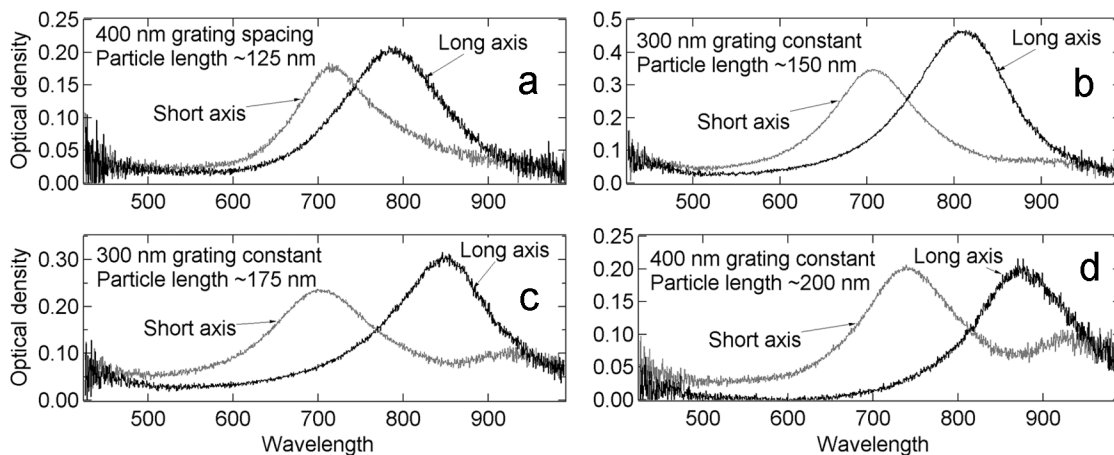 0.25
0.20
0.15
0.10
0.05
0.00
Optical density
400 nm grating spacing
Particle length ~125 nm
Long axis
Short axis
a
500 600 700 800 900
0.5
0.4
0.3
0.2
0.1
0
300 nm grating constant
Particle length ~150 nm
Long axis
Short axis
b
500 600 700 800 900
0.30
0.20
0.10
0.00
Optical density
300 nm grating constant
Particle length ~175 nm
Long axis
Short axis
c
500 600 700 800 900
Wavelength
0.25
0.20
0.15
0.10
0.05
0.00
400 nm grating constant
Particle length ~200 nm
Long axis
Short axis
d
500 600 700 800 900
Wavelength